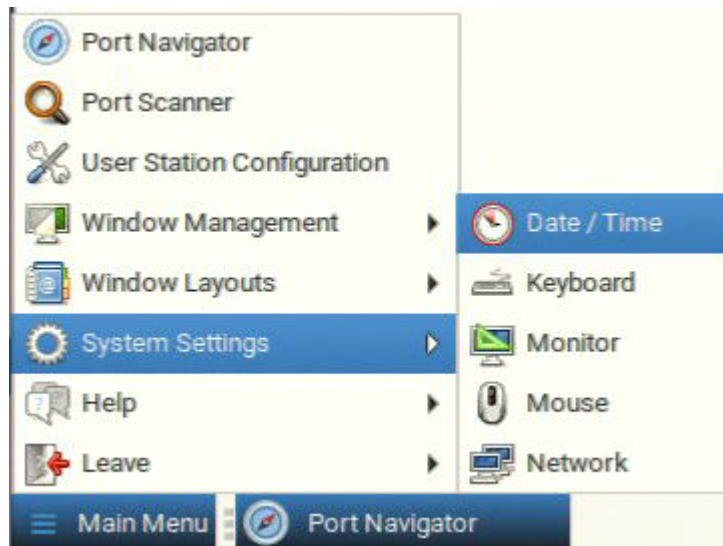 Port Navigator
Port Scanner
User Station Configuration
Window Management
Window Layouts
System Settings
Help
Leave
Date / Time
Keyboard
Monitor
Mouse
Network
Main Menu
Port Navigator